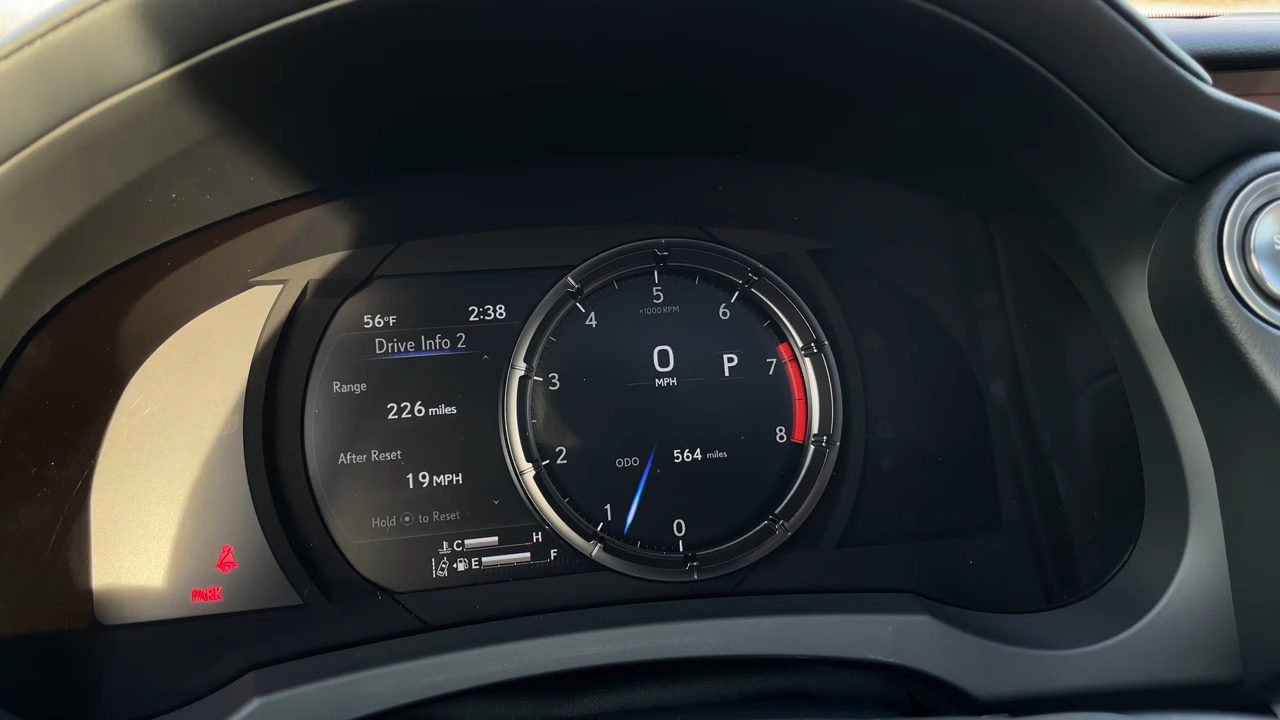 56°F 2:38
Drive Info 2
Range
226 miles
After Reset
19 MPH
Hold to Reset
C H
E F
PARK
5
×1000 RPM
4 6
0 P
MPH
3 7
2 8
ODO 564 miles
1 0